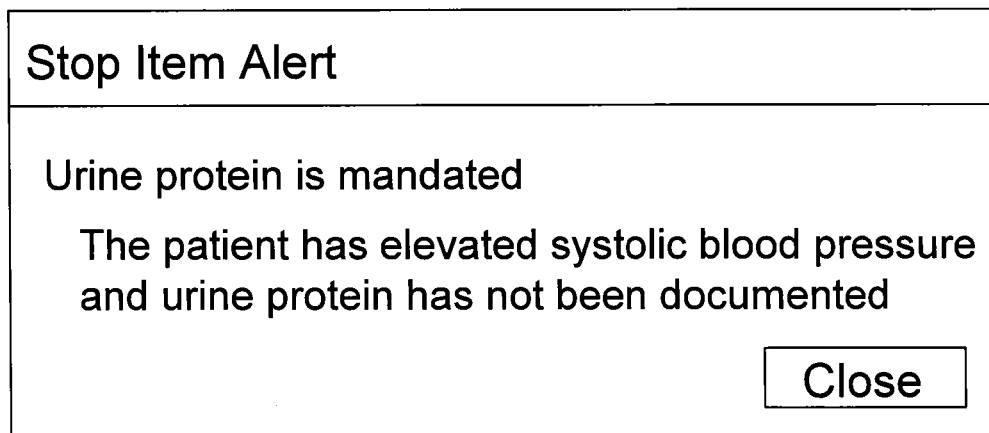 Stop Item Alert
Urine protein is mandated
The patient has elevated systolic blood pressure
and urine protein has not been documented
Close